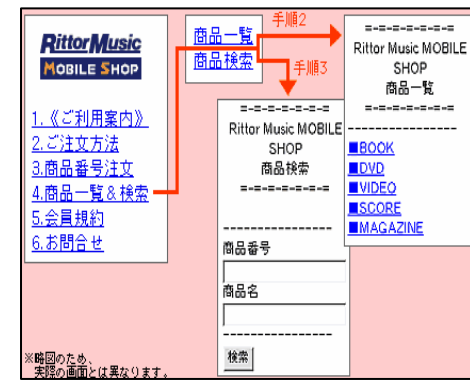 RittorMusic
MOBILE SHOP
1.《ご利用案内》
2.ご注文方法
3.商品番号注文
4.商品一覧&検索
5.会員規約
6.お問合せ
商品一覧
商品検索
手順2
手順3
=-=-=-=-=-=-=
Rittor Music MOBILE
SHOP
商品検索
=-=-=-=-=-=-=
----------------
商品番号
商品名
----------------
検索
=-=-=-=-=-=-=
Rittor Music MOBILE
SHOP
商品一覧
=-=-=-=-=-=-=
----------------
■BOOK
■DVD
■VIDEO
■SCORE
■MAGAZINE
※略図のため、
実際の画面とは異なります。